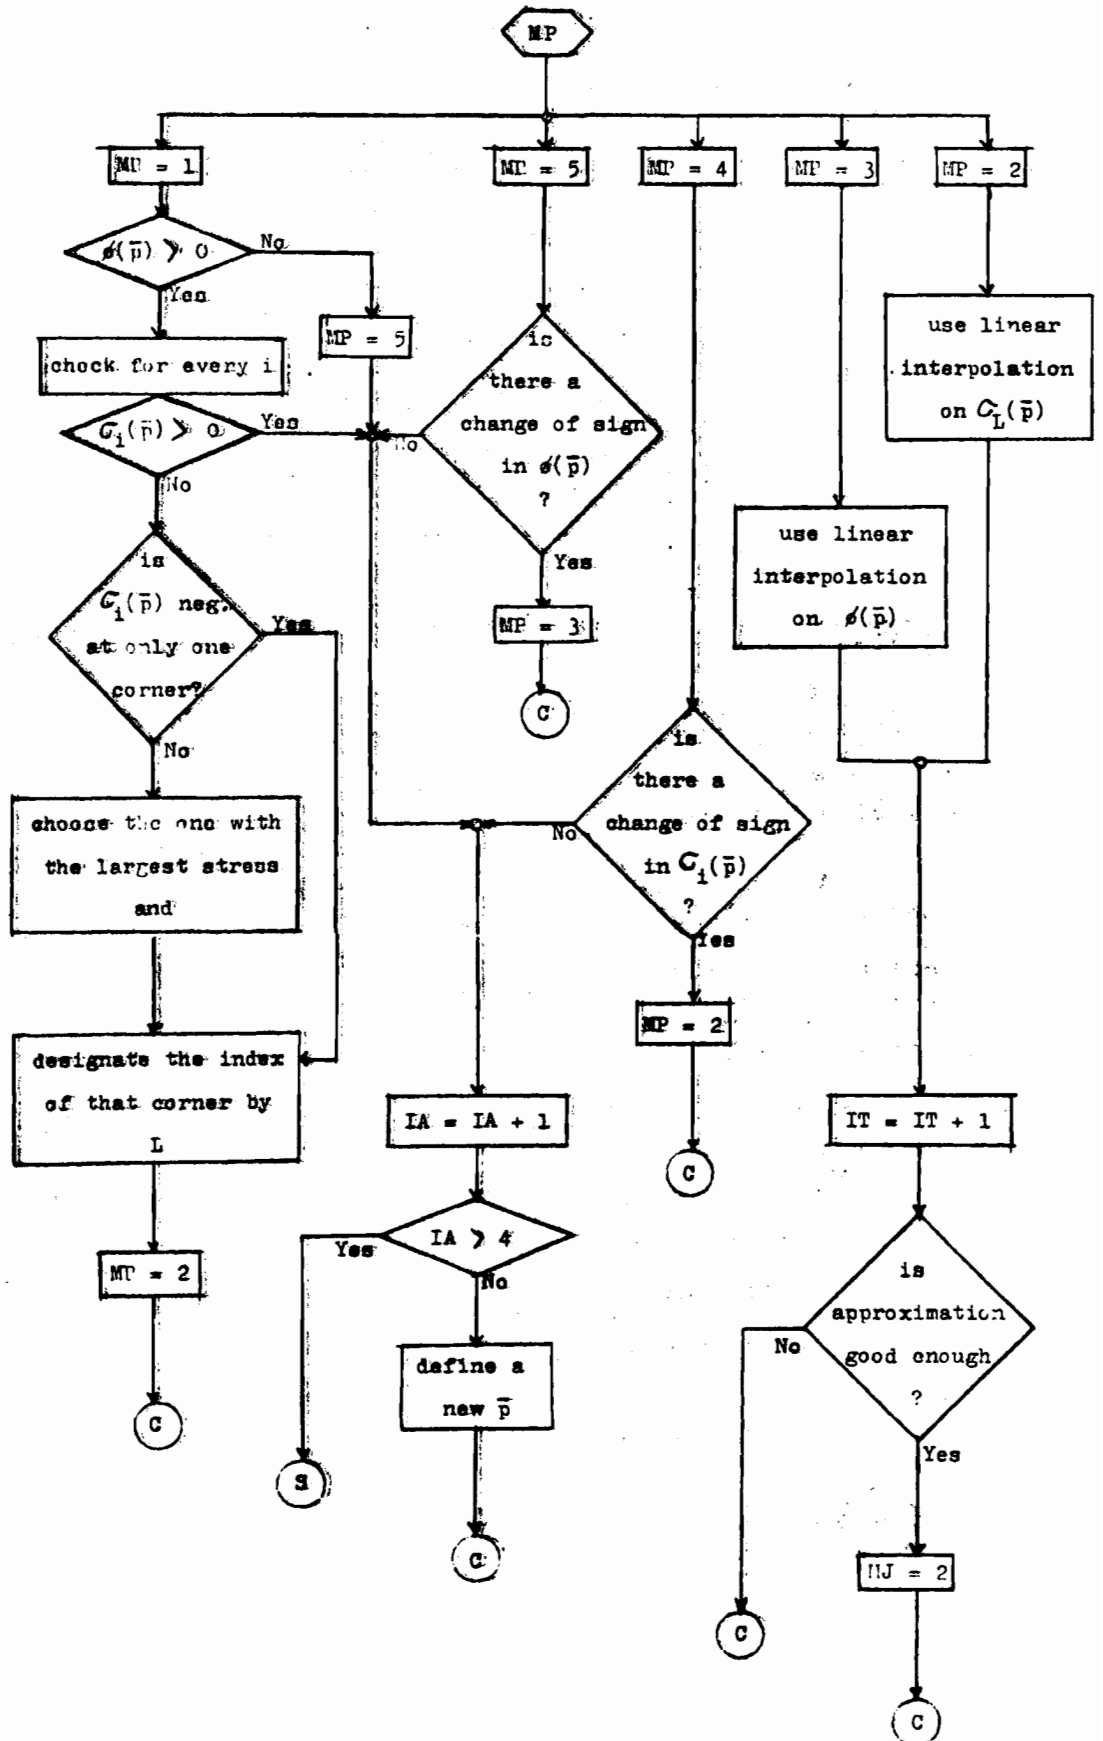 MP
MP = 1
MP = 5
MP = 4
MP = 3
MP = 2
ϕ(p̄) > 0
No
Yes
MP = 5
check for every i
σi(p̄) > 0
Yes
No
is
σi(p̄) neg.
at only one
corner?
Yes
No
choose the one with
the largest stress
and
designate the index
of that corner by
L
MP = 2
C
is
there a
change of sign
in ϕ(p̄)
?
No
Yes
MP = 3
C
is
there a
change of sign
in σi(p̄)
?
No
Yes
MP = 2
C
IA = IA + 1
IA > 4
Yes
No
S
define a
new p̄
C
use linear
interpolation
on ϕ(p̄)
use linear
interpolation
on σL(p̄)
IT = IT + 1
is
approximation
good enough
?
No
Yes
C
MJ = 2
C